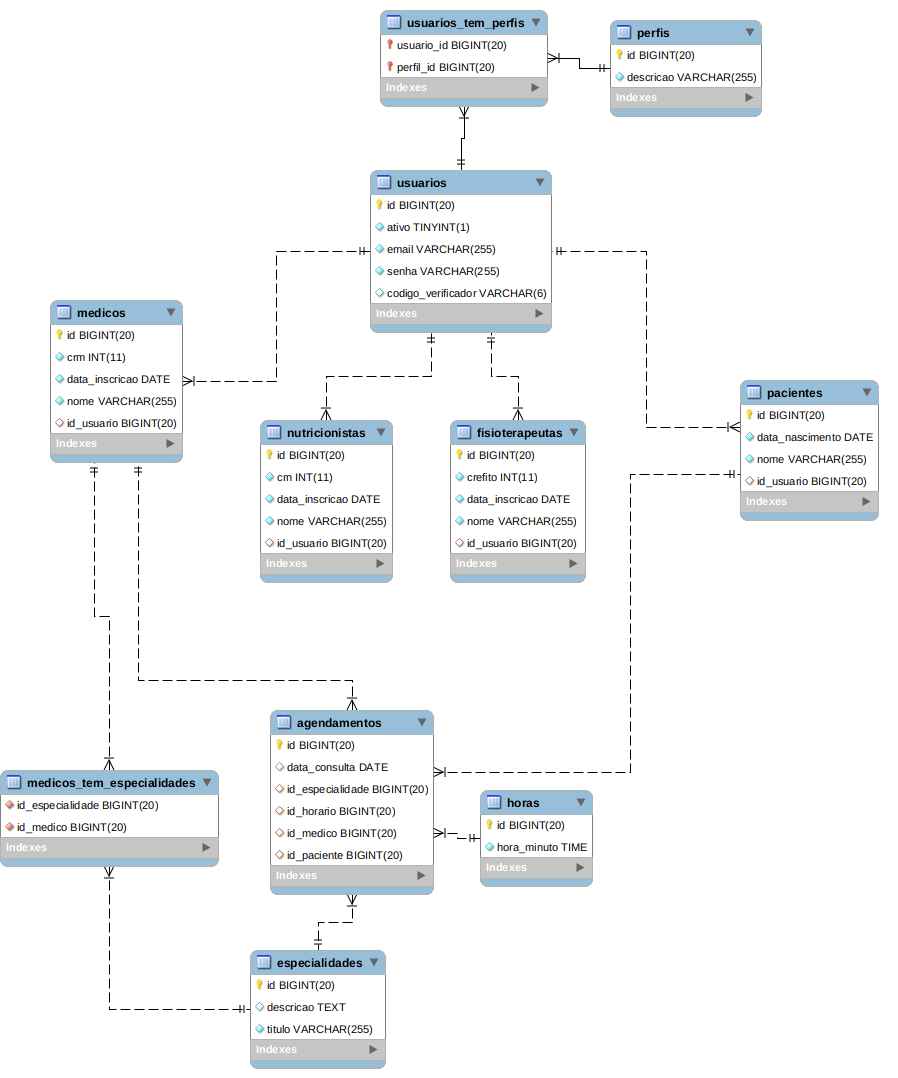 usuarios_tem_perfis
usuario_id BIGINT(20)
perfil_id BIGINT(20)
Indexes
perfis
id BIGINT(20)
descricao VARCHAR(255)
Indexes
usuarios
id BIGINT(20)
ativo TINYINT(1)
email VARCHAR(255)
senha VARCHAR(255)
codigo_verificador VARCHAR(6)
Indexes
medicos
id BIGINT(20)
crm INT(11)
data_inscricao DATE
nome VARCHAR(255)
id_usuario BIGINT(20)
Indexes
nutricionistas
id BIGINT(20)
crn INT(11)
data_inscricao DATE
nome VARCHAR(255)
id_usuario BIGINT(20)
Indexes
fisioterapeutas
id BIGINT(20)
crefito INT(11)
data_inscricao DATE
nome VARCHAR(255)
id_usuario BIGINT(20)
Indexes
pacientes
id BIGINT(20)
data_nascimento DATE
nome VARCHAR(255)
id_usuario BIGINT(20)
Indexes
agendamentos
id BIGINT(20)
data_consulta DATE
id_especialidade BIGINT(20)
id_horario BIGINT(20)
id_medico BIGINT(20)
id_paciente BIGINT(20)
Indexes
medicos_tem_especialidades
id_especialidade BIGINT(20)
id_medico BIGINT(20)
Indexes
horas
id BIGINT(20)
hora_minuto TIME
Indexes
especialidades
id BIGINT(20)
descricao TEXT
titulo VARCHAR(255)
Indexes